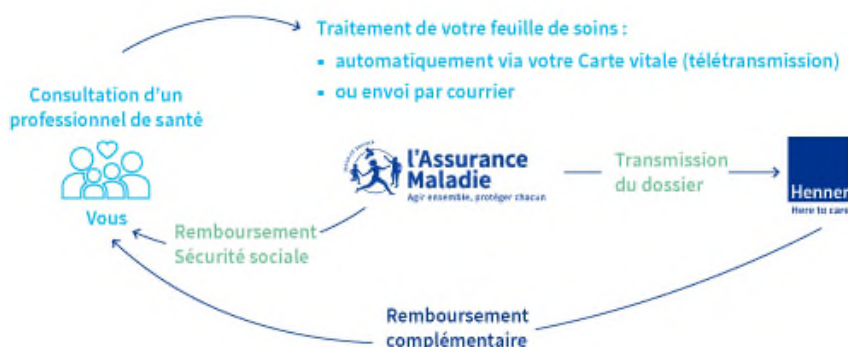 Traitement de votre feuille de soins :
▪ automatiquement via votre Carte vitale (télétransmission)
▪ ou envoi par courrier
Consultation d'un
professionnel de santé
Vous
l'Assurance
Maladie
Agir ensemble, protéger chacun
Transmission
du dossier
Henner
Here to care
Remboursement
Sécurité sociale
Remboursement
complémentaire